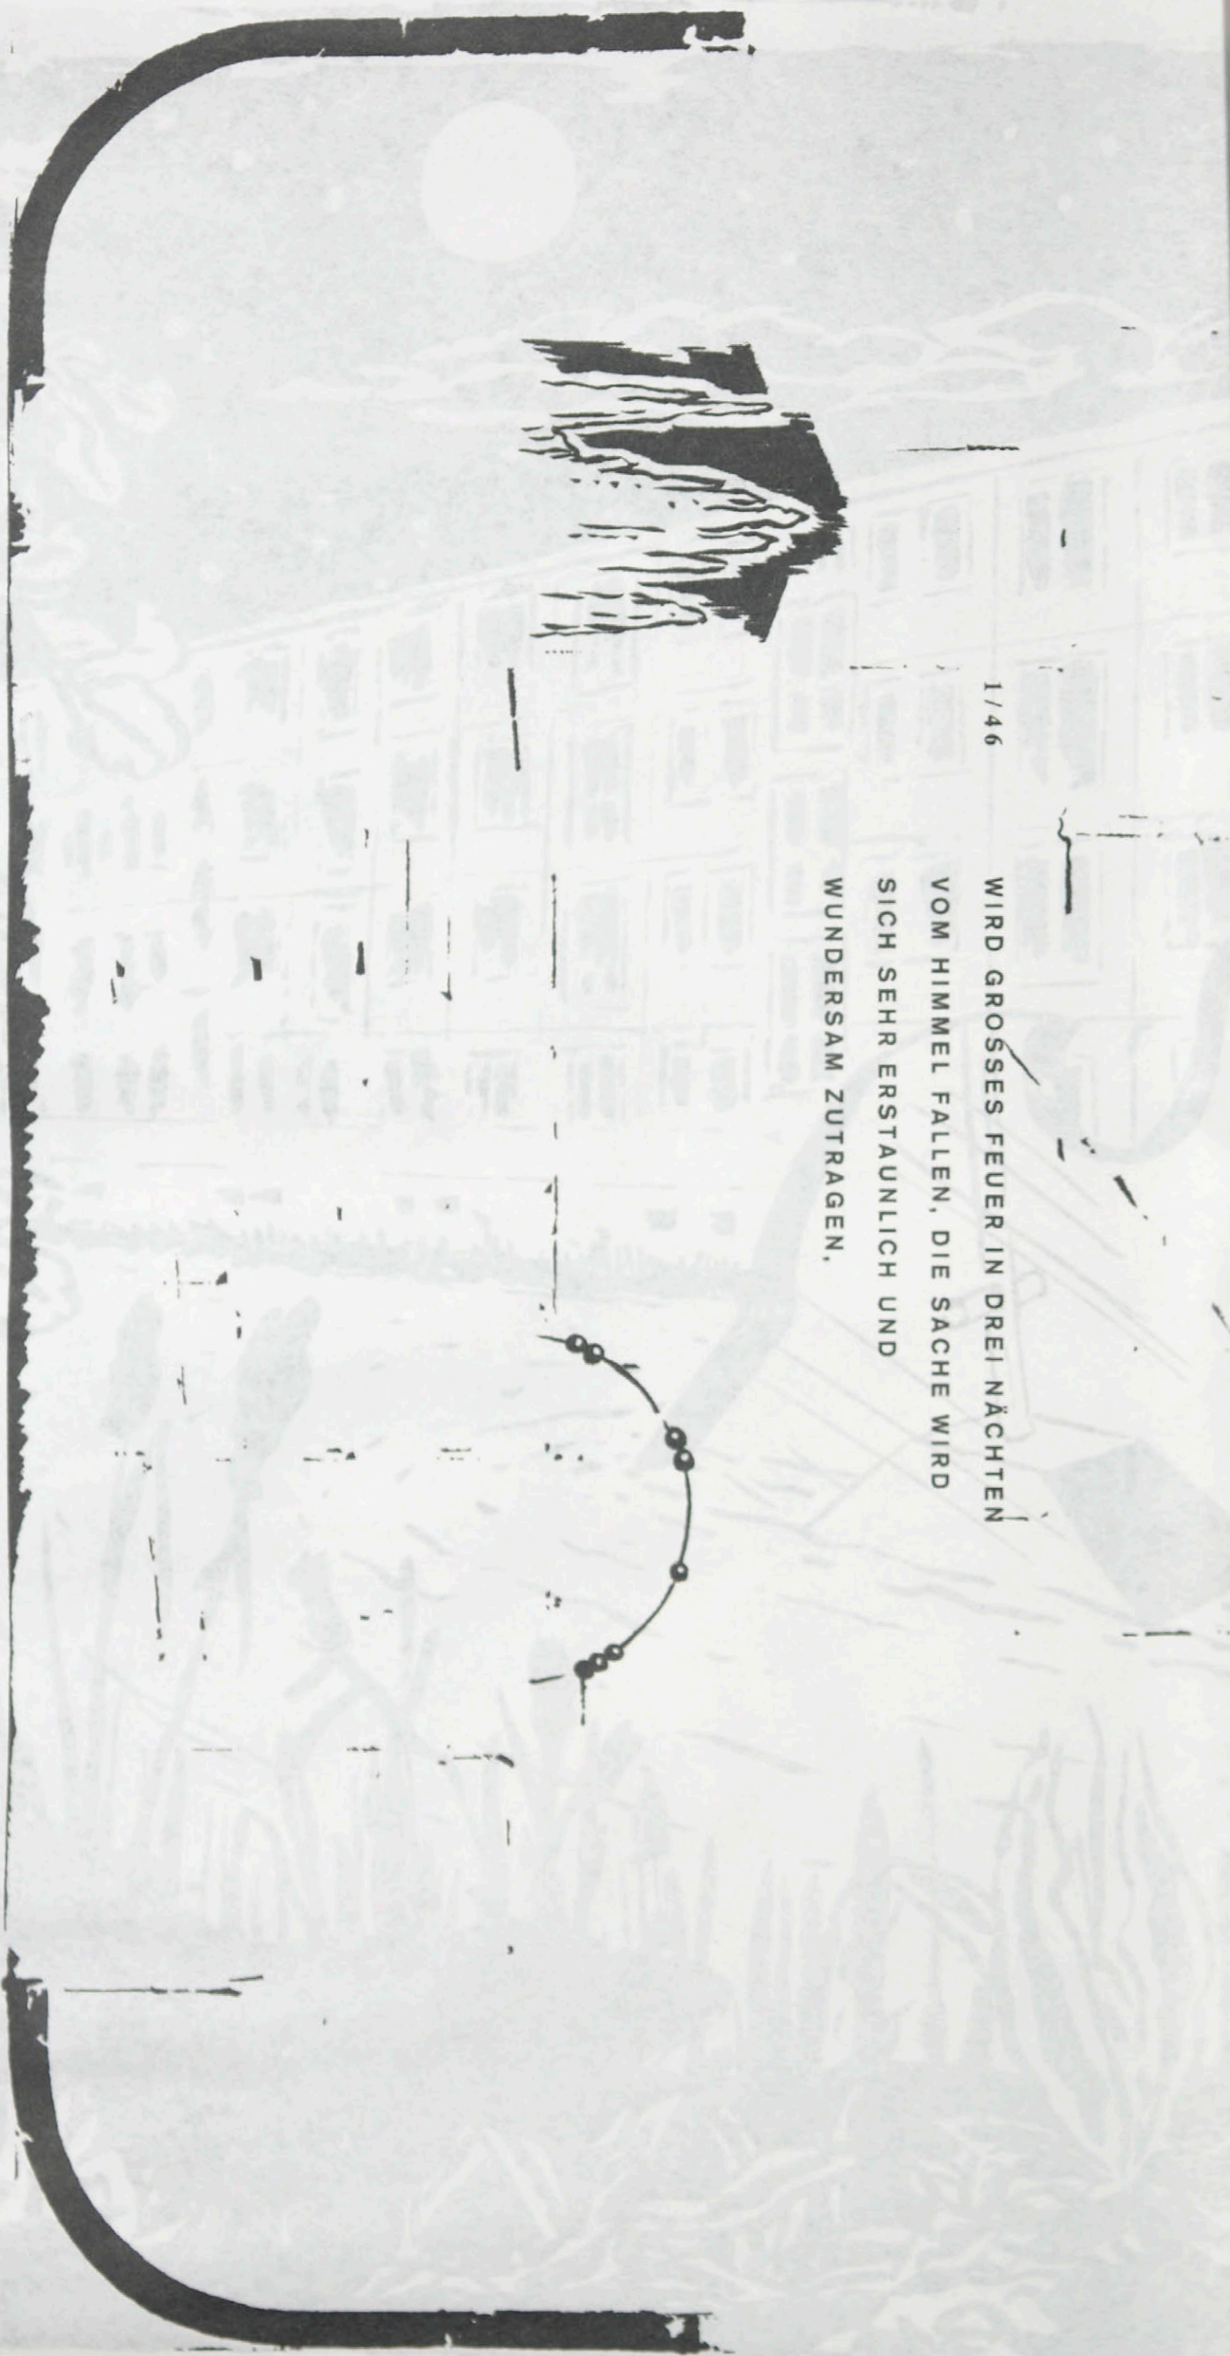 1/46
WIRD GROSSES FEUER IN DREI NÄCHTEN
VOM HIMMEL FALLEN, DIE SACHE WIRD
SICH SEHR ERSTAUNLICH UND
WUNDERSAM ZUTRAGEN.